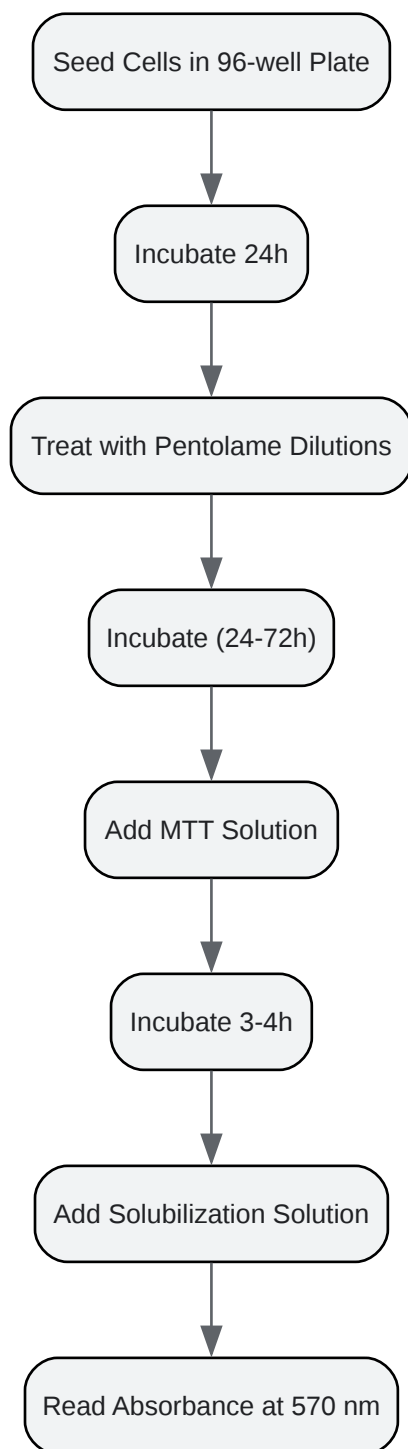 Seed Cells in 96-well Plate
Incubate 24h
Treat with Pentolame Dilutions
Incubate (24-72h)
Add MTT Solution
Incubate 3-4h
Add Solubilization Solution
Read Absorbance at 570 nm